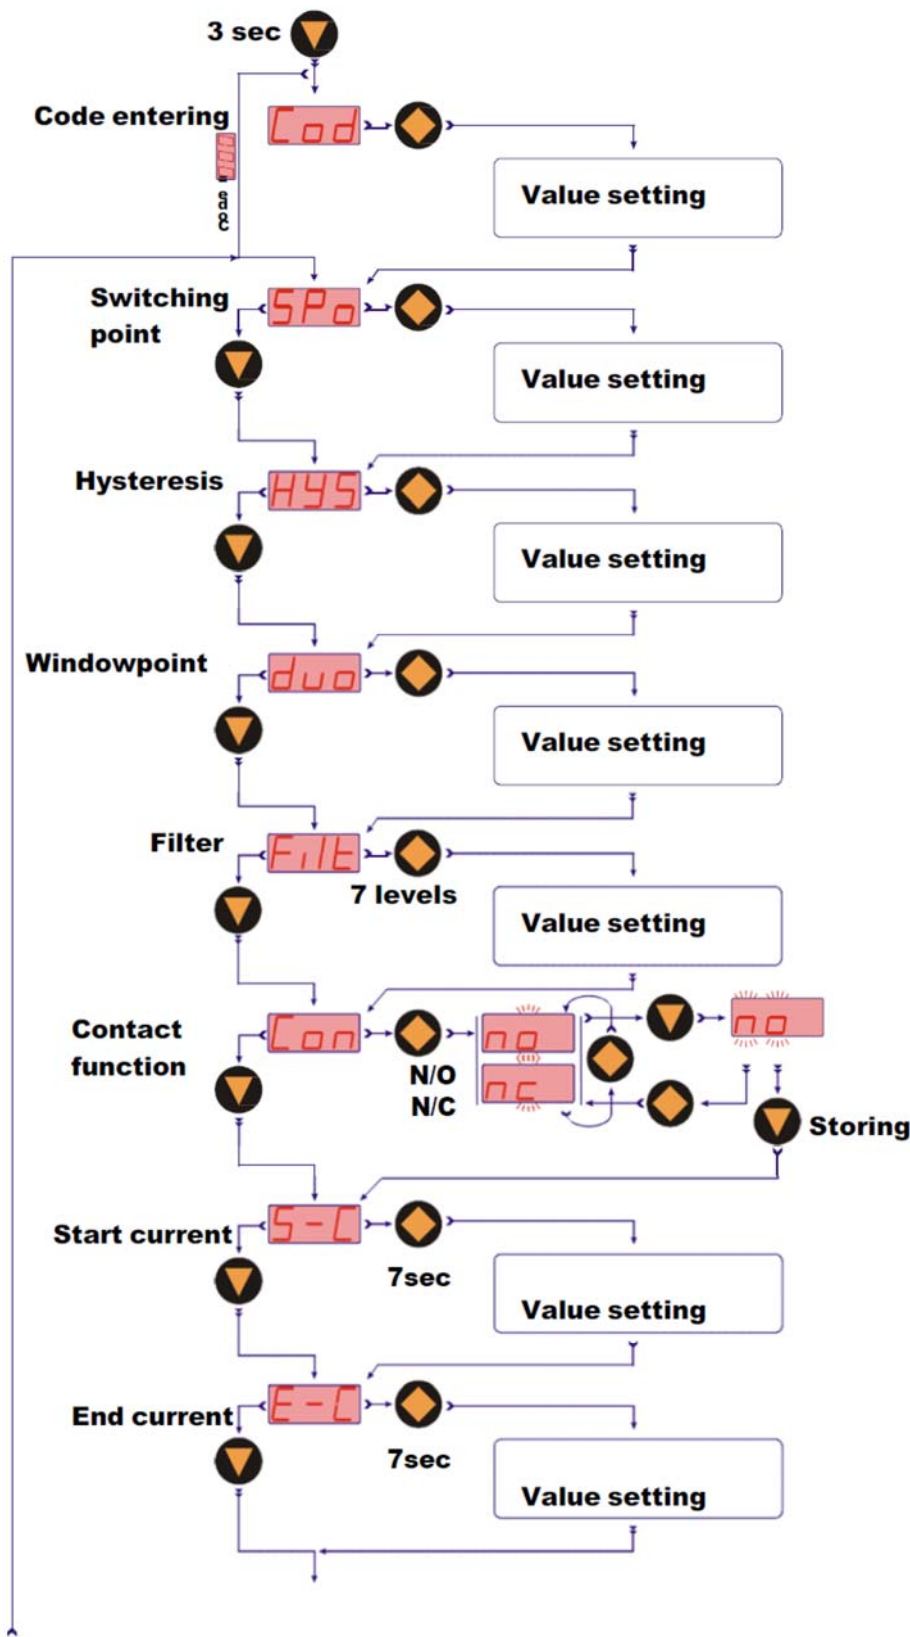 3 sec
Code entering
Cod
Code =
Value setting
Switching
point
SPo
Value setting
Hysteresis
HYS
Value setting
Windowpoint
duo
Value setting
Filter
Filt
7 levels
Value setting
Contact
function
Con
N/O
N/C
no
nc
no
Storing
Start current
S-C
7sec
Value setting
End current
E-C
7sec
Value setting